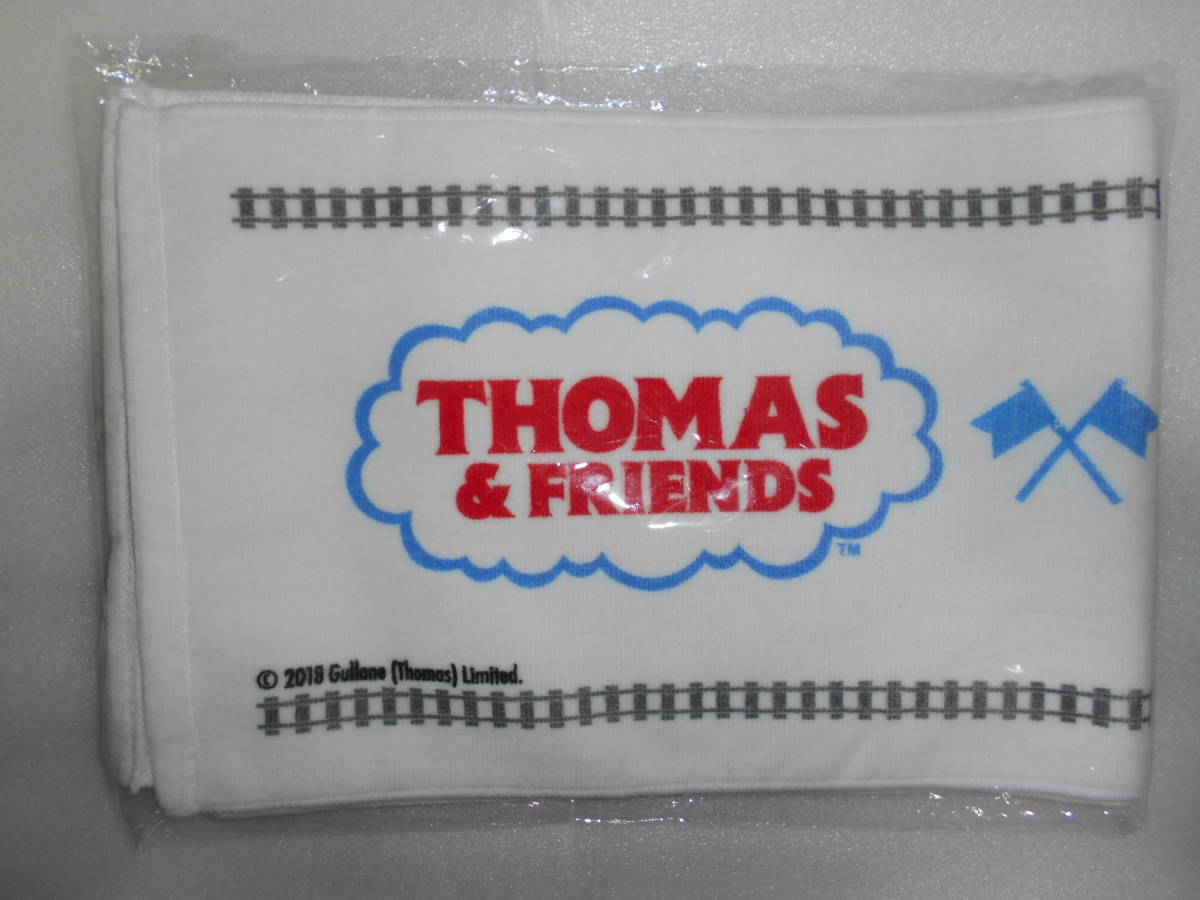 THOMAS
& FRIENDS
TM
© 2018 Gullane (Thomas) Limited.